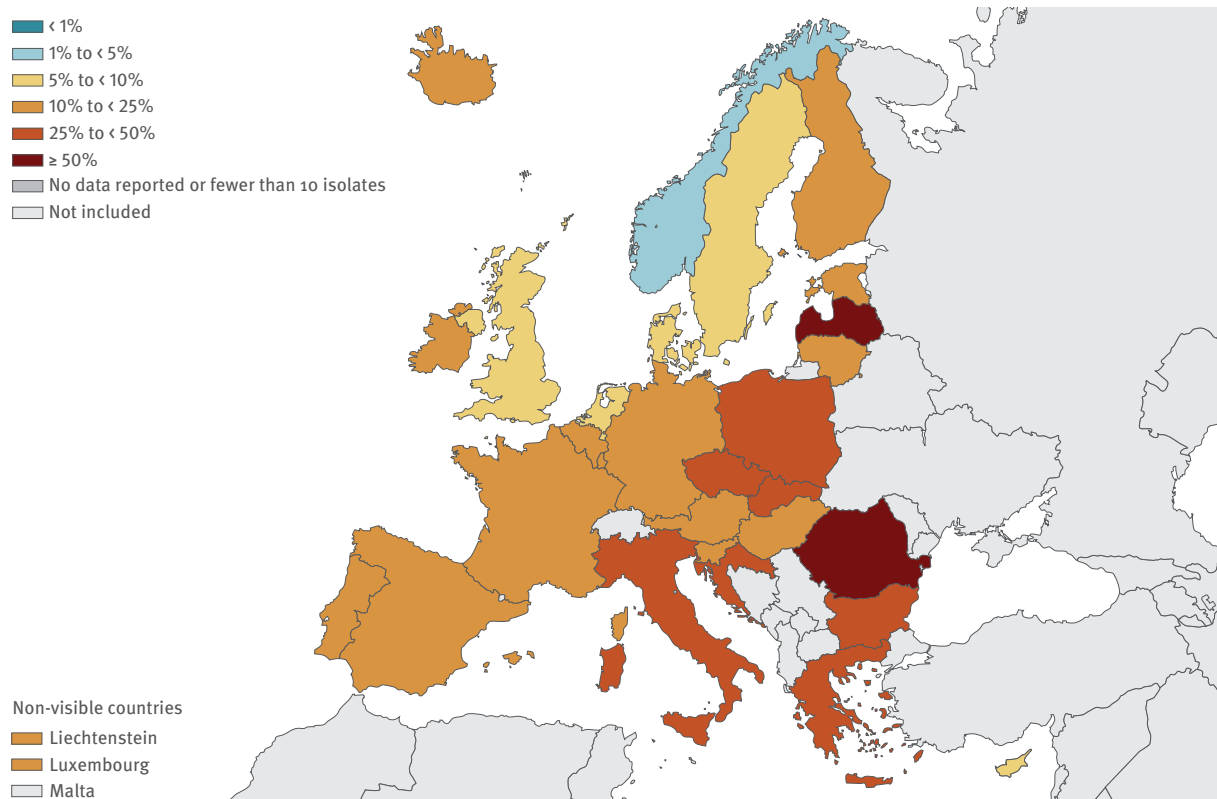 < 1%
1% to < 5%
5% to < 10%
10% to < 25%
25% to < 50%
≥ 50%
No data reported or fewer than 10 isolates
Not included
Non-visible countries
Liechtenstein
Luxembourg
Malta